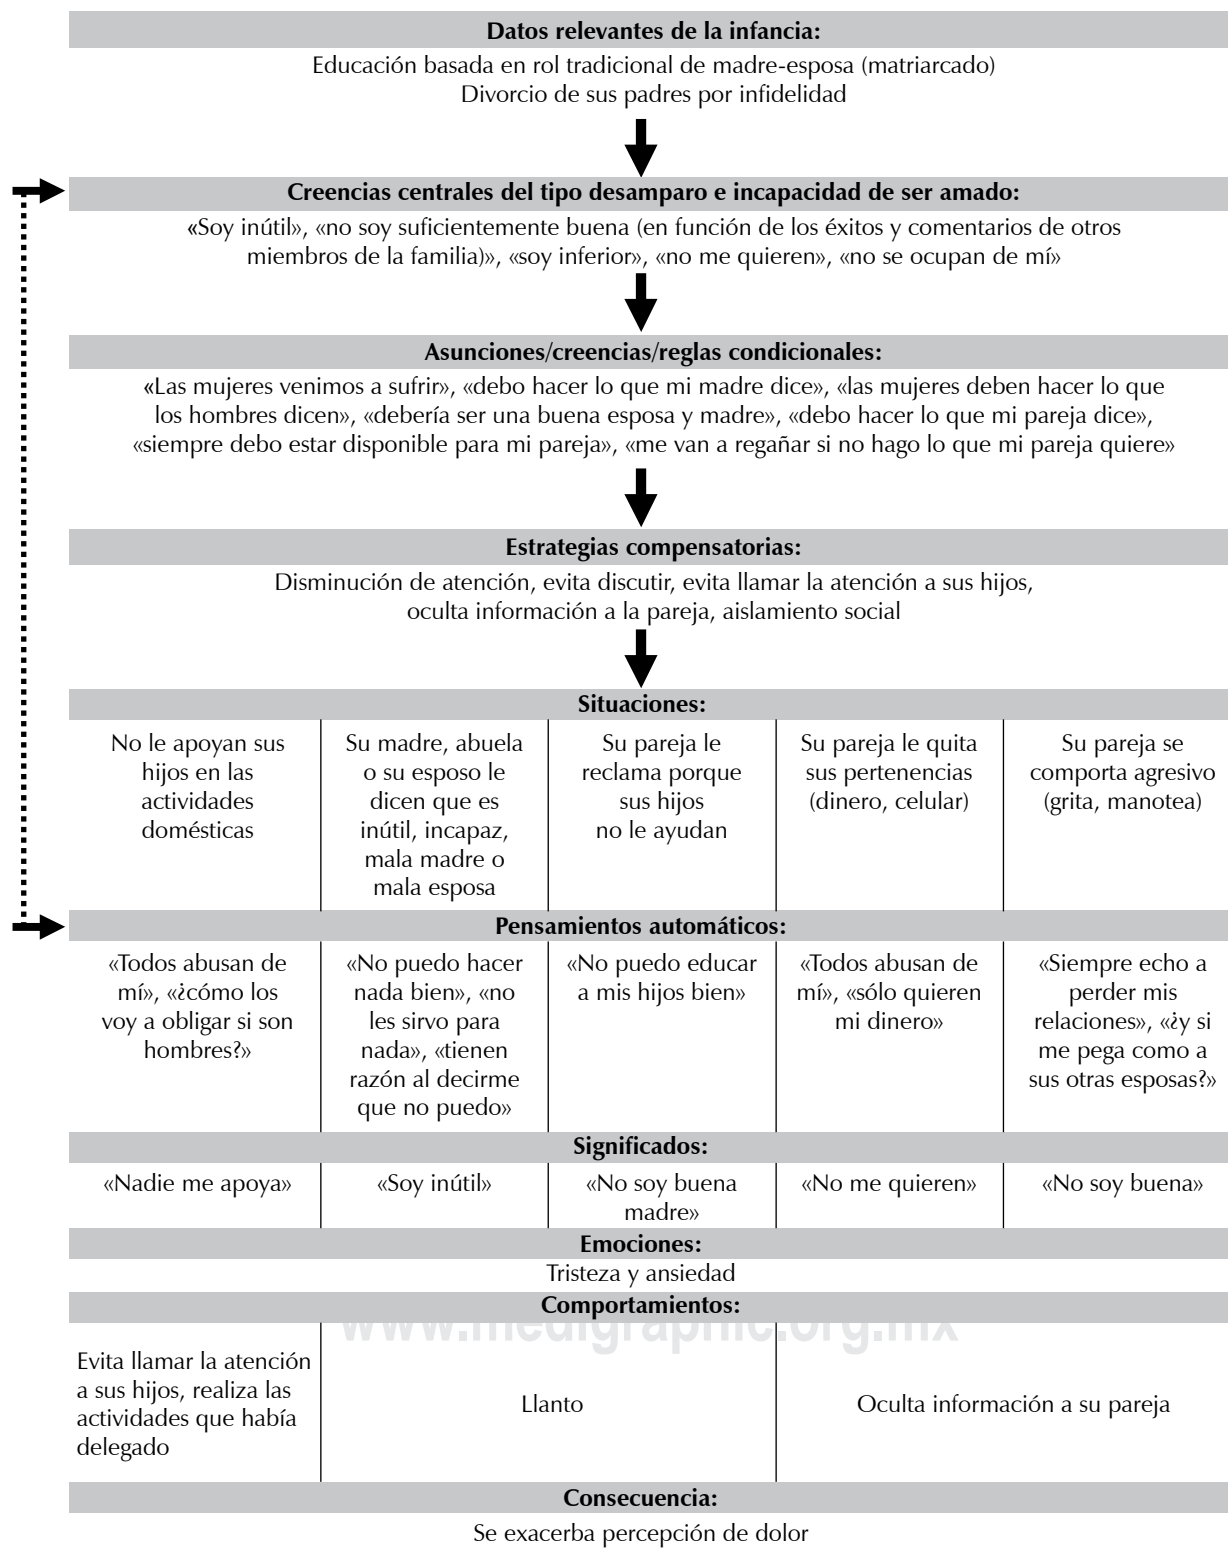 Datos relevantes de la infancia:
Educación basada en rol tradicional de madre-esposa (matriarcado)
Divorcio de sus padres por infidelidad
Creencias centrales del tipo desamparo e incapacidad de ser amado:
«Soy inútil», «no soy suficientemente buena (en función de los éxitos y comentarios de otros
miembros de la familia)», «soy inferior», «no me quieren», «no se ocupan de mí»
Asunciones/creencias/reglas condicionales:
«Las mujeres venimos a sufrir», «debo hacer lo que mi madre dice», «las mujeres deben hacer lo que
los hombres dicen», «debería ser una buena esposa y madre», «debo hacer lo que mi pareja dice»,
«siempre debo estar disponible para mi pareja», «me van a regañar si no hago lo que mi pareja quiere»
Estrategias compensatorias:
Disminución de atención, evita discutir, evita llamar la atención a sus hijos,
oculta información a la pareja, aislamiento social
Situaciones:
No le apoyan sus
hijos en las
actividades
domésticas
Su madre, abuela
o su esposo le
dicen que es
inútil, incapaz,
mala madre o
mala esposa
Su pareja le
reclama porque
sus hijos
no le ayudan
Su pareja le quita
sus pertenencias
(dinero, celular)
Su pareja se
comporta agresivo
(grita, manotea)
Pensamientos automáticos:
«Todos abusan de
mí», «¿cómo los
voy a obligar si son
hombres?»
«No puedo hacer
nada bien», «no
les sirvo para
nada», «tienen
razón al decirme
que no puedo»
«No puedo educar
a mis hijos bien»
«Todos abusan de
mí», «sólo quieren
mi dinero»
«Siempre echo a
perder mis
relaciones», «¿y si
me pega como a
sus otras esposas?»
Significados:
«Nadie me apoya»
«Soy inútil»
«No soy buena
madre»
«No me quieren»
«No soy buena»
Emociones:
Tristeza y ansiedad
Comportamientos:
www.medigraphic.org.mx
Evita llamar la atención
a sus hijos, realiza las
actividades que había
delegado
Llanto
Oculta información a su pareja
Consecuencia:
Se exacerba percepción de dolor